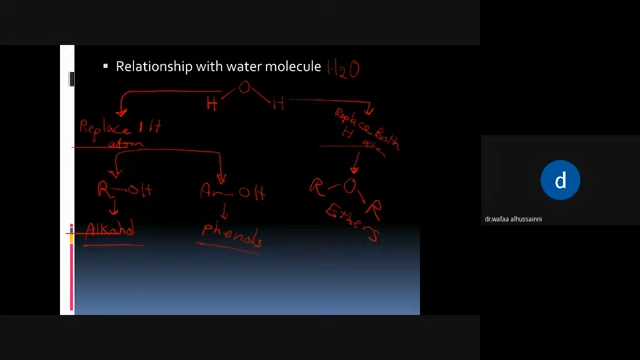 • Relationship with water molecule H2O
O
H H
Replace 1 H
atom
Replace Both
H atom
R-OH
Ar-OH
R-O-R
Alkohol
phenols
Ethers
d
dr.wafaa alhussainni